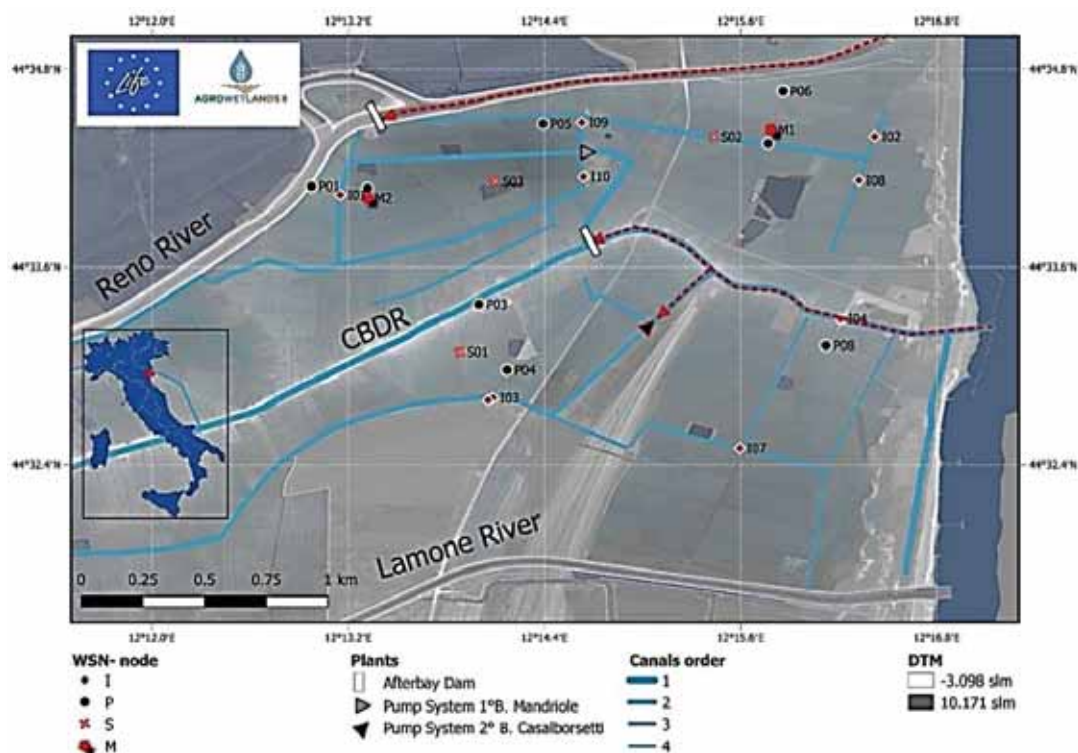 12°12.0'E 12°13.2'E 12°14.4'E 12°15.6'E 12°16.8'E
44°34.8'N 44°34.8'N
Life
AGROWETLANDS II
P06
P05 I09 M1
S02 I02
P01 I01 M2 S03 I10 I08
Reno River
44°33.6'N 44°33.6'N
CBDR
P03 I04
S01 P08
P04
I03
I07
44°32.4'N 44°32.4'N
Lamone River
0 0.25 0.5 0.75 1 km
12°12.0'E 12°13.2'E 12°14.4'E 12°15.6'E 12°16.8'E
WSN- node
I
P
S
M
Plants
Afterbay Dam
Pump System 1°B. Mandriole
Pump System 2° B. Casalborsetti
Canals order
1
2
3
4
DTM
-3.098 slm
10.171 slm